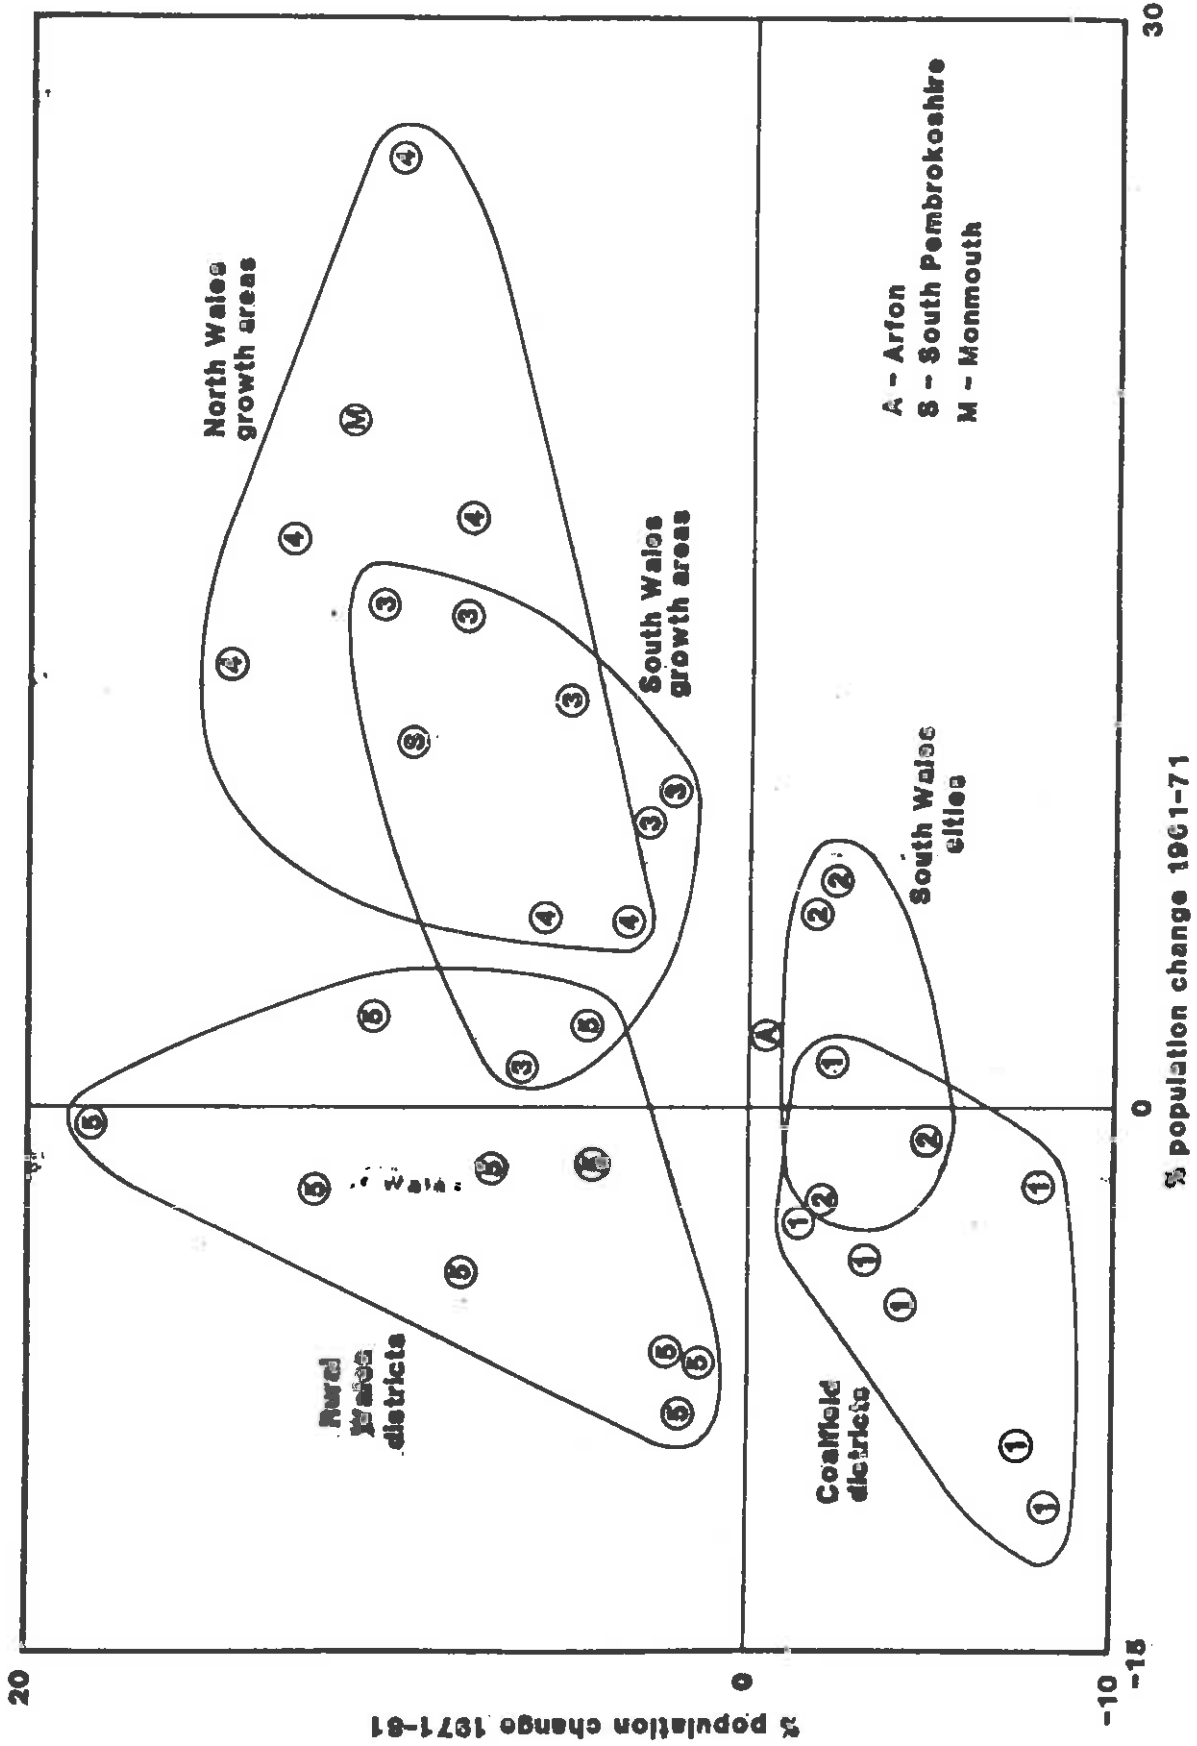 20
% population change 1971-81
0
-10
-15
0
30
% population change 1961-71
Rural
Wales
districts
North Wales
growth areas
South Wales
growth areas
South Wales
cities
Coalfield
districts
A - Arfon
S - South Pembrokeshire
M - Monmouth
5
5
5
5
5
5
5
5
5
3
4
4
4
4
4
4
M
S
3
3
3
3
3
A
2
2
2
2
1
1
1
1
1
1
1